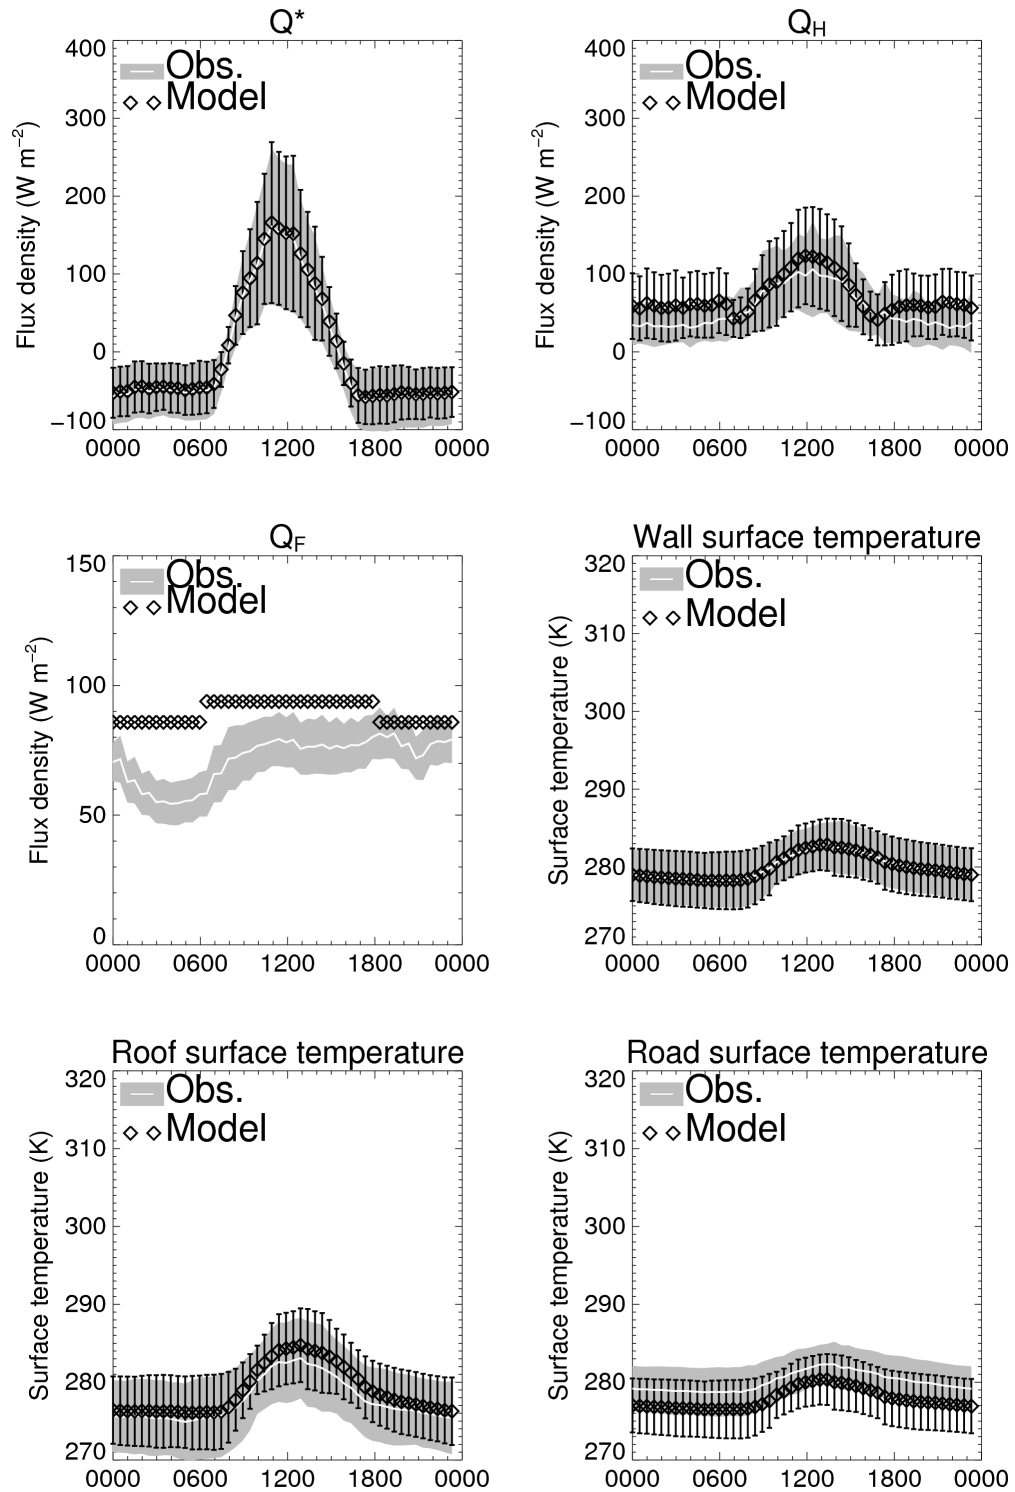 Q*
400
300
200
100
0
−100
Flux density (W m−2)
Obs.
Model
0000 0600 1200 1800 0000
QH
400
300
200
100
0
−100
Flux density (W m−2)
Obs.
Model
0000 0600 1200 1800 0000
QF
150
100
50
0
Flux density (W m−2)
Obs.
Model
0000 0600 1200 1800 0000
Wall surface temperature
320
310
300
290
280
270
Surface temperature (K)
Obs.
Model
0000 0600 1200 1800 0000
Roof surface temperature
320
310
300
290
280
270
Surface temperature (K)
Obs.
Model
0000 0600 1200 1800 0000
Road surface temperature
320
310
300
290
280
270
Surface temperature (K)
Obs.
Model
0000 0600 1200 1800 0000